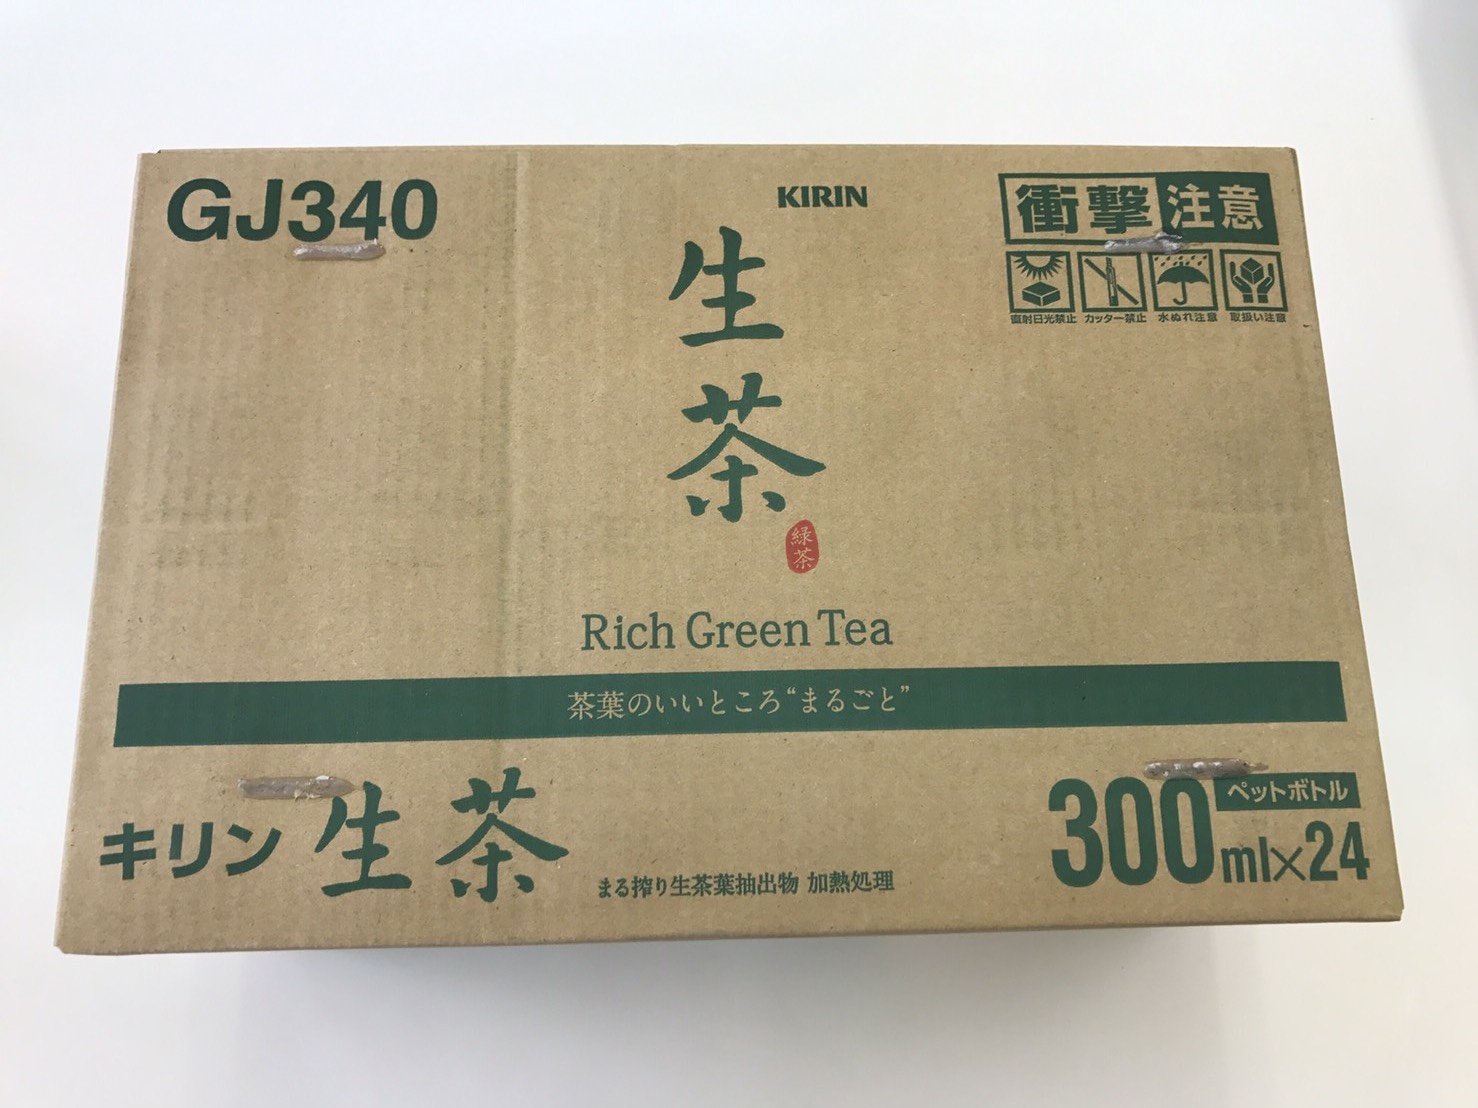 GJ340
KIRIN
衝撃注意
直射日光禁止 カッター禁止 水ぬれ注意 取扱い注意
生茶
緑茶
Rich Green Tea
茶葉のいいところ“まるごと”
キリン 生茶
まる搾り生茶葉抽出物 加熱処理
300ml×24
ペットボトル